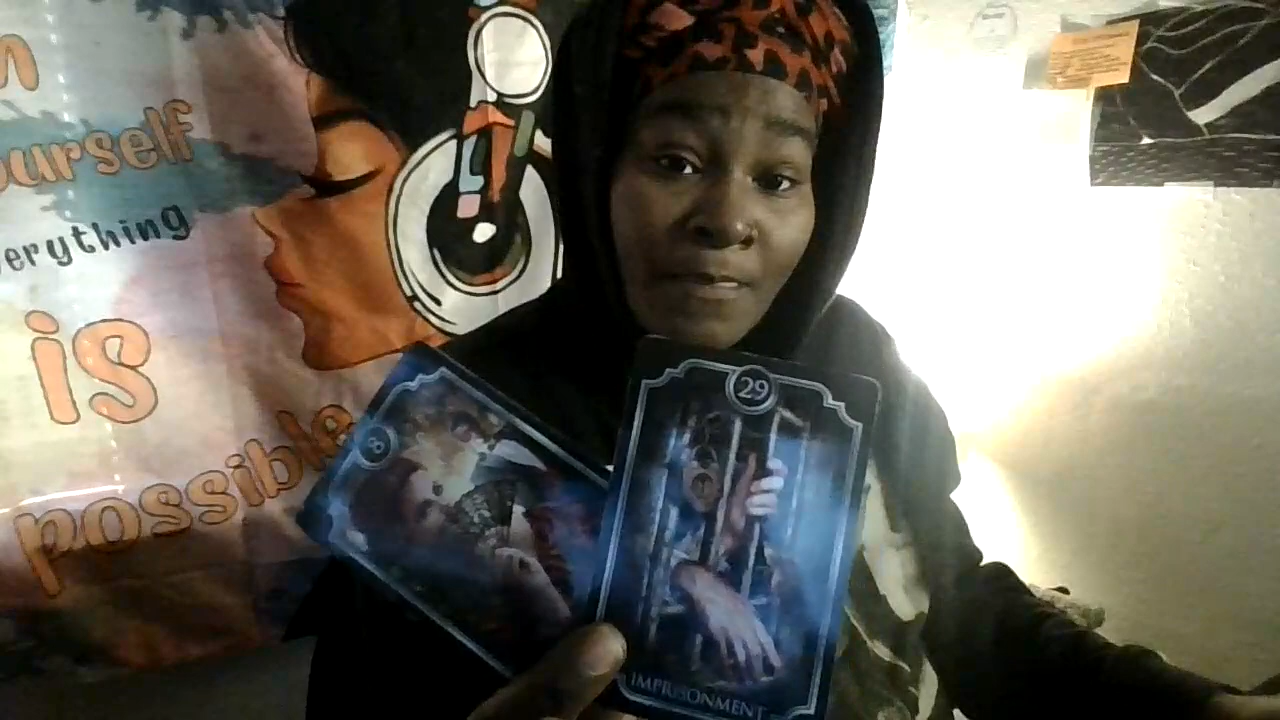 n
ourself
erything
is
possible
8
29
IMPRISONMENT